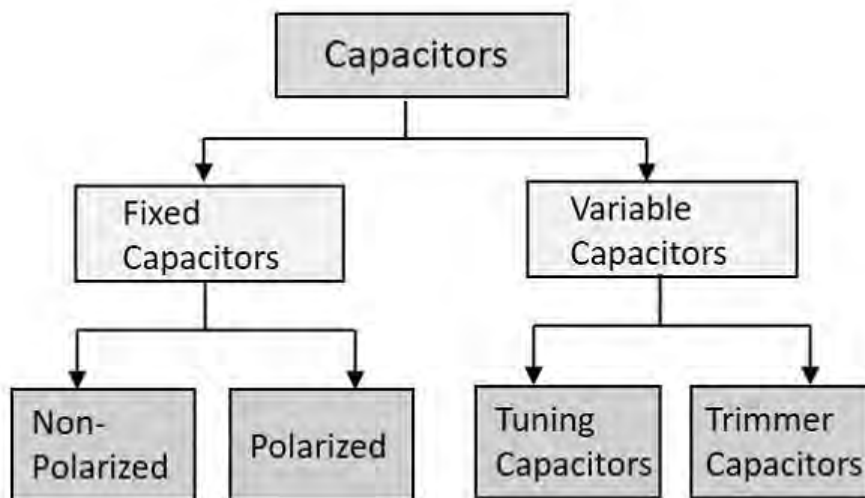 Capacitors
Fixed
Capacitors
Variable
Capacitors
Non-
Polarized
Polarized
Tuning
Capacitors
Trimmer
Capacitors